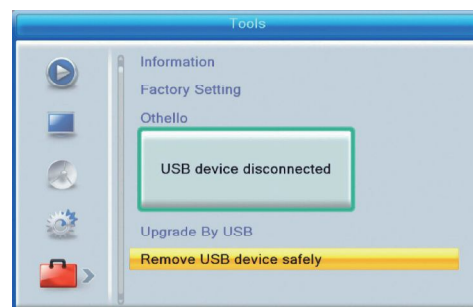 Tools
Information
Factory Setting
Othello
USB device disconnected
Upgrade By USB
Remove USB device safely